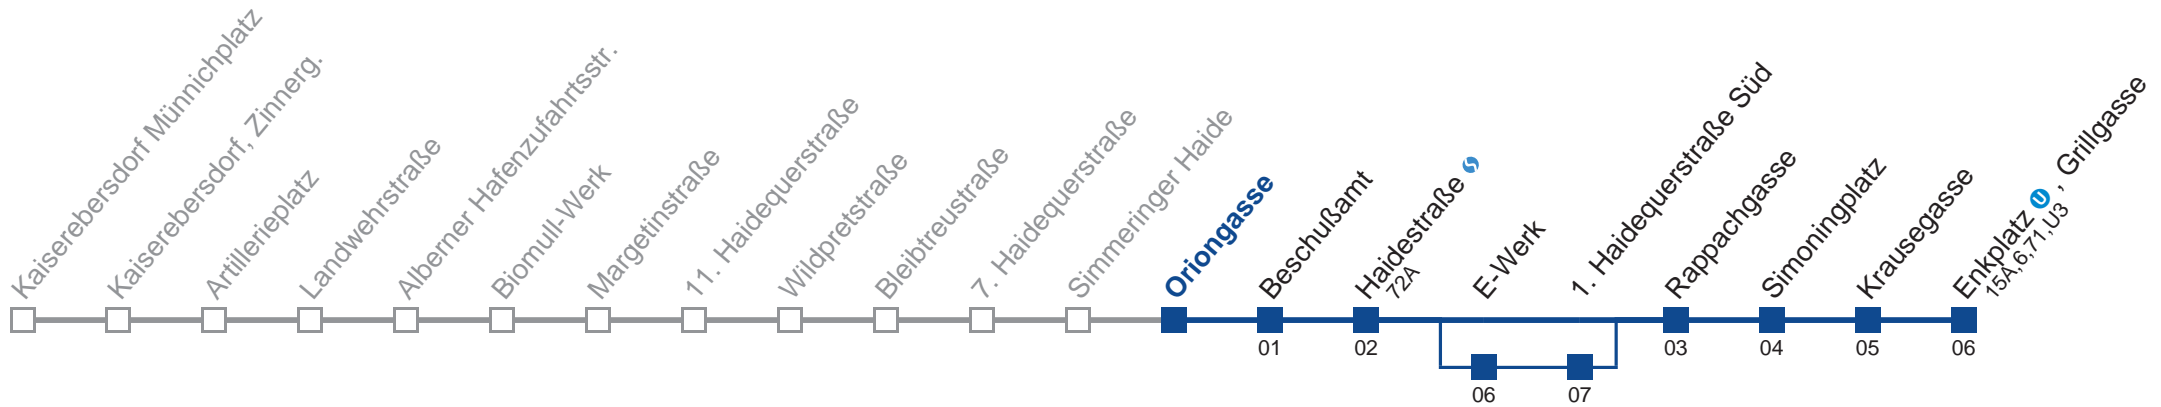 Kaiserebersdorf Münnichplatz
Kaiserebersdorf, Zinnerg.
Artillerieplatz
Landwehrstraße
Alberner Hafenzufahrtsstr.
Biomull-Werk
Margetinstraße
11. Haidequerstraße
Wildpretstraße
Bleibtreustraße
7. Haidequerstraße
Simmeringer Haide
Oriongasse
Beschußamt
01
Haidestraße S
72A
02
E-Werk
06
1. Haidequerstraße Süd
07
Rappachgasse
03
Simoningplatz
04
Krausegasse
05
Enkplatz U , Grillgasse
15A,6,71,U3
06